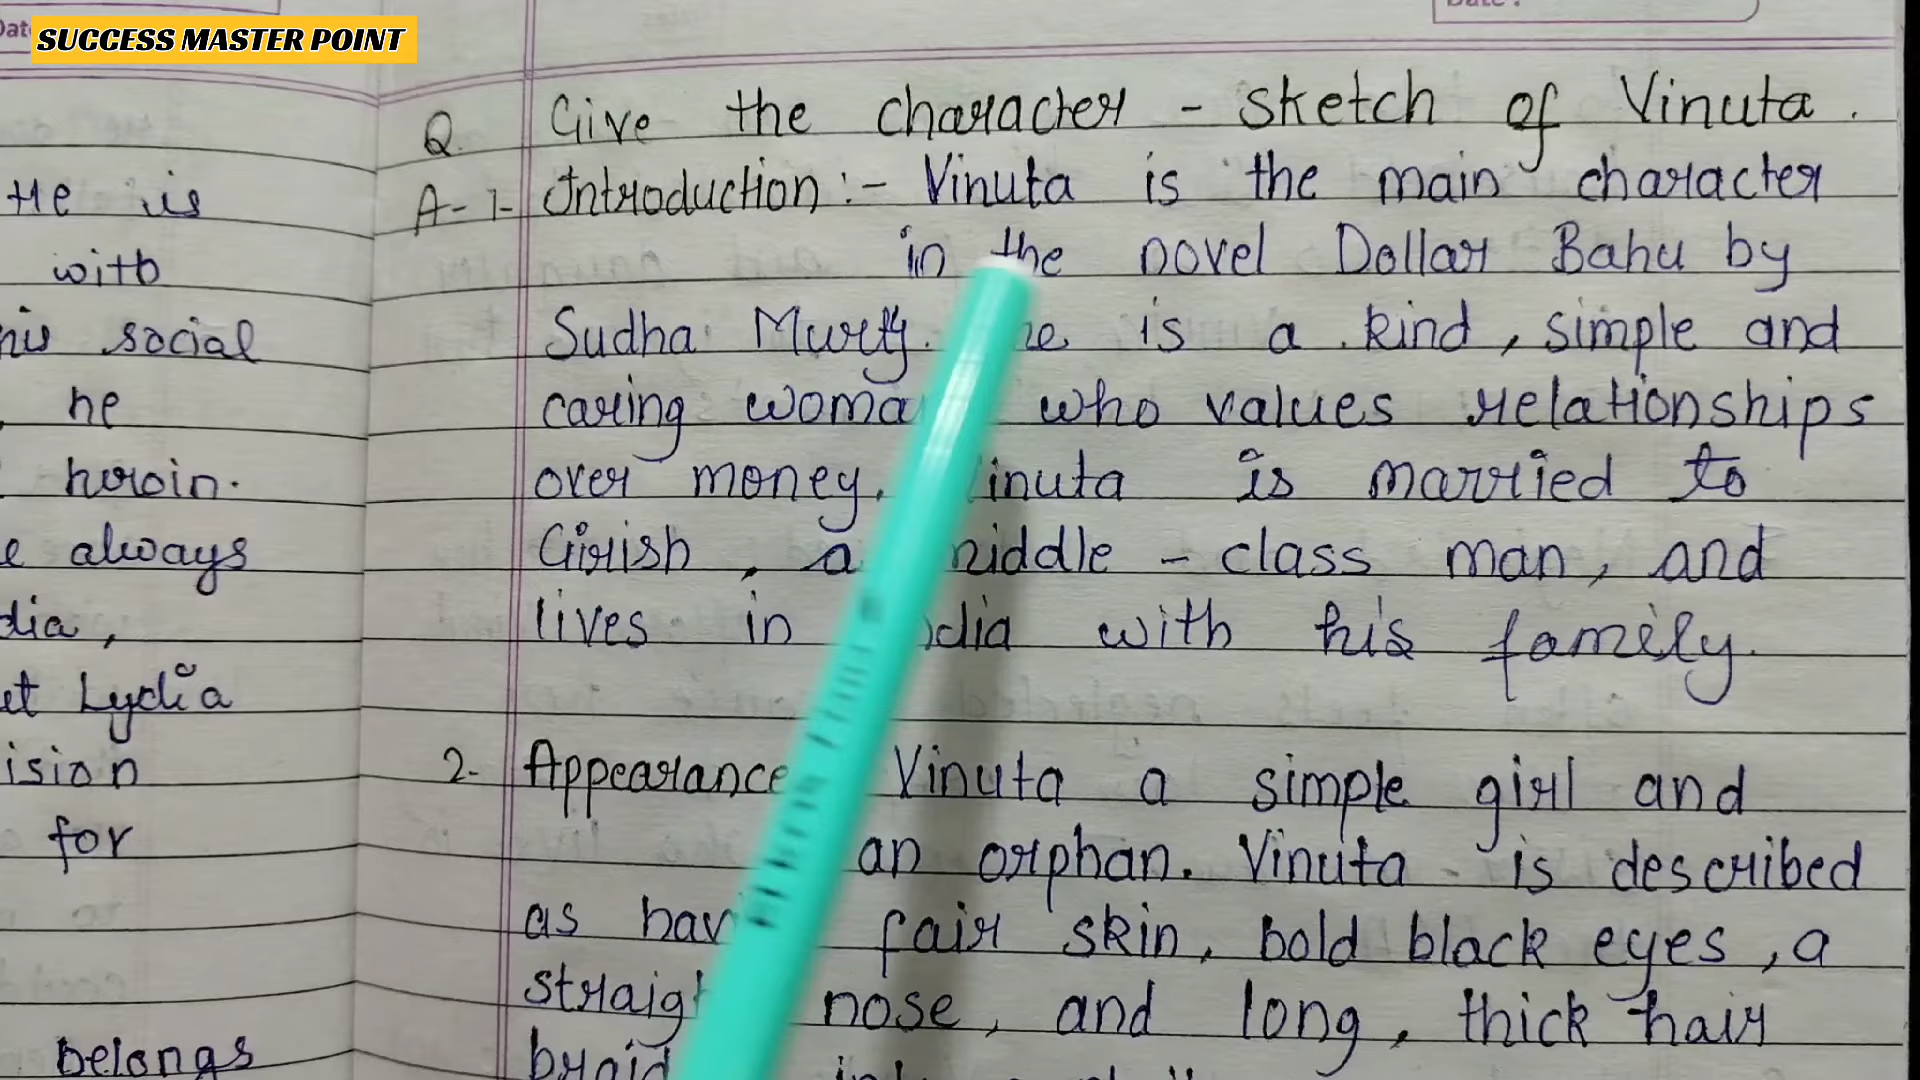 Date
SUCCESS MASTER POINT
He is
with
his social
, he
heroin.
always
dia,
Lydia
ision
for
belongs
Q. Give the character - sketch of Vinuta.
A-1- Introduction :- Vinuta is the main character
in the novel Dollar Bahu by
Sudha Murty. is a kind, simple and
caring who values relationships
over money. is married to
Girish, a - class man, and
lives in with his family.
2- Appearance Vinuta a simple girl and
an orphan. Vinuta is described
as fair skin, bold black eyes, a
nose, and long, thick hair